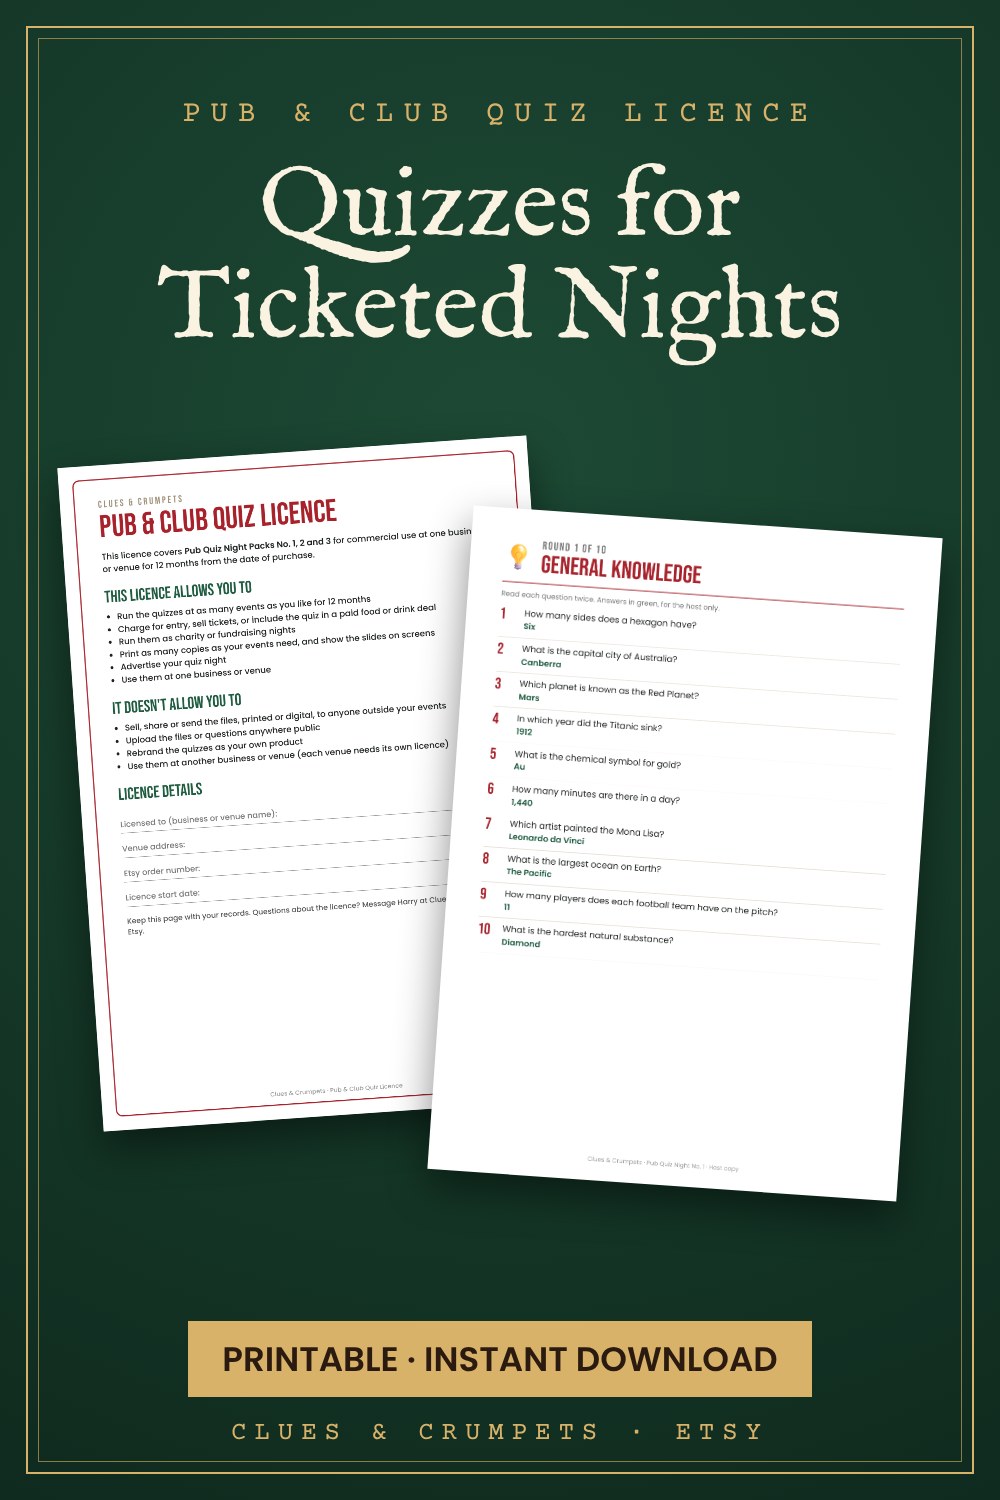 PUB & CLUB QUIZ LICENCE
Quizzes for
Ticketed Nights
CLUES & CRUMPETS
PUB & CLUB QUIZ LICENCE
This licence covers Pub Quiz Night Packs No. 1, 2 and 3 for commercial use at one
or venue for 12 months from the date of purchase.
THIS LICENCE ALLOWS YOU TO
• Run the quizzes at as many events as you like for 12 months
• Charge for entry, sell tickets, or include the quiz in a paid food or drink deal
• Run them as charity or fundraising nights
• Print as many copies as your events need, and show the slides on screens
• Advertise your quiz night
• Use them at one business or venue
IT DOESN'T ALLOW YOU TO
• Sell, share or send the files, printed or digital, to anyone outside your events
• Upload the files or questions anywhere public
• Rebrand the quizzes as your own product
• Use them at another business or venue (each venue needs its own licence)
LICENCE DETAILS
Licensed to (business or venue name):
Venue address:
Etsy order number:
Licence start date:
Keep this page with your records. Questions about the licence? Message Harry at
Etsy.
Clues & Crumpets · Pub & Club Quiz Licence
ROUND 1 OF 10
GENERAL KNOWLEDGE
Read each question twice. Answers in green, for the host only.
1 How many sides does a hexagon have?
Six
2 What is the capital city of Australia?
Canberra
3 Which planet is known as the Red Planet?
Mars
4 In which year did the Titanic sink?
1912
5 What is the chemical symbol for gold?
Au
6 How many minutes are there in a day?
1,440
7 Which artist painted the Mona Lisa?
Leonardo da Vinci
8 What is the largest ocean on Earth?
The Pacific
9 How many players does each football team have on the pitch?
11
10 What is the hardest natural substance?
Diamond
Clues & Crumpets · Pub Quiz Night No. 1 · Host copy
PRINTABLE · INSTANT DOWNLOAD
CLUES & CRUMPETS · ETSY